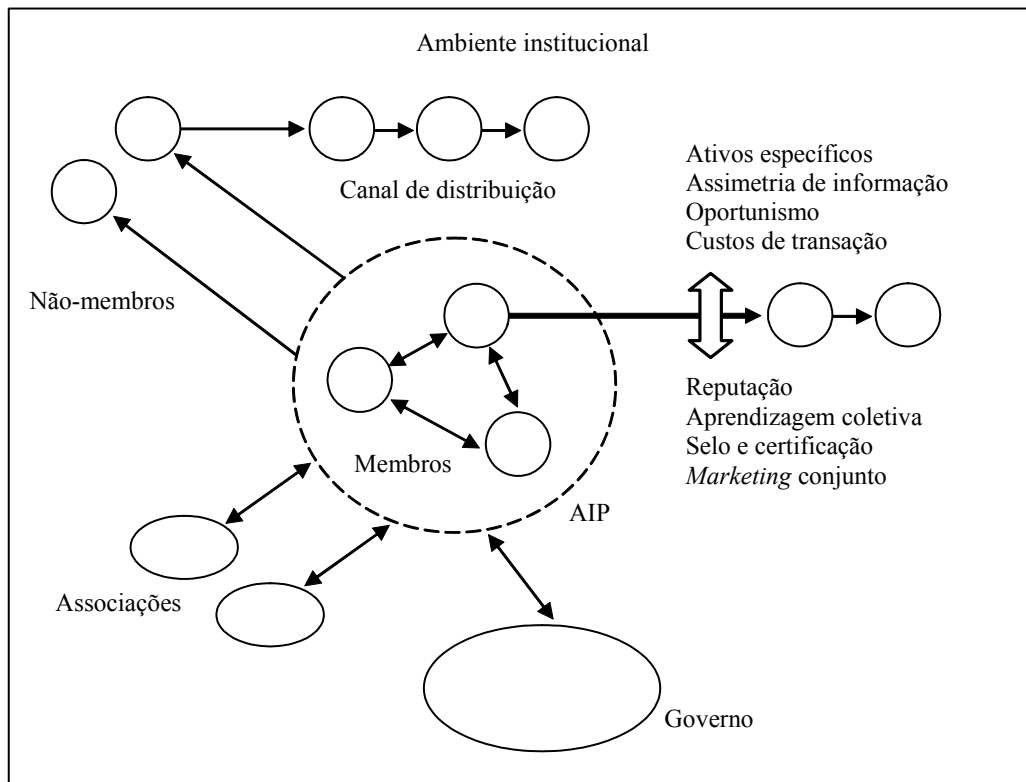 Ambiente institucional
Canal de distribuição
Ativos específicos
Assimetria de informação
Oportunismo
Custos de transação
Não-membros
Reputação
Aprendizagem coletiva
Selo e certificação
Marketing conjunto
Membros
AIP
Associações
Governo